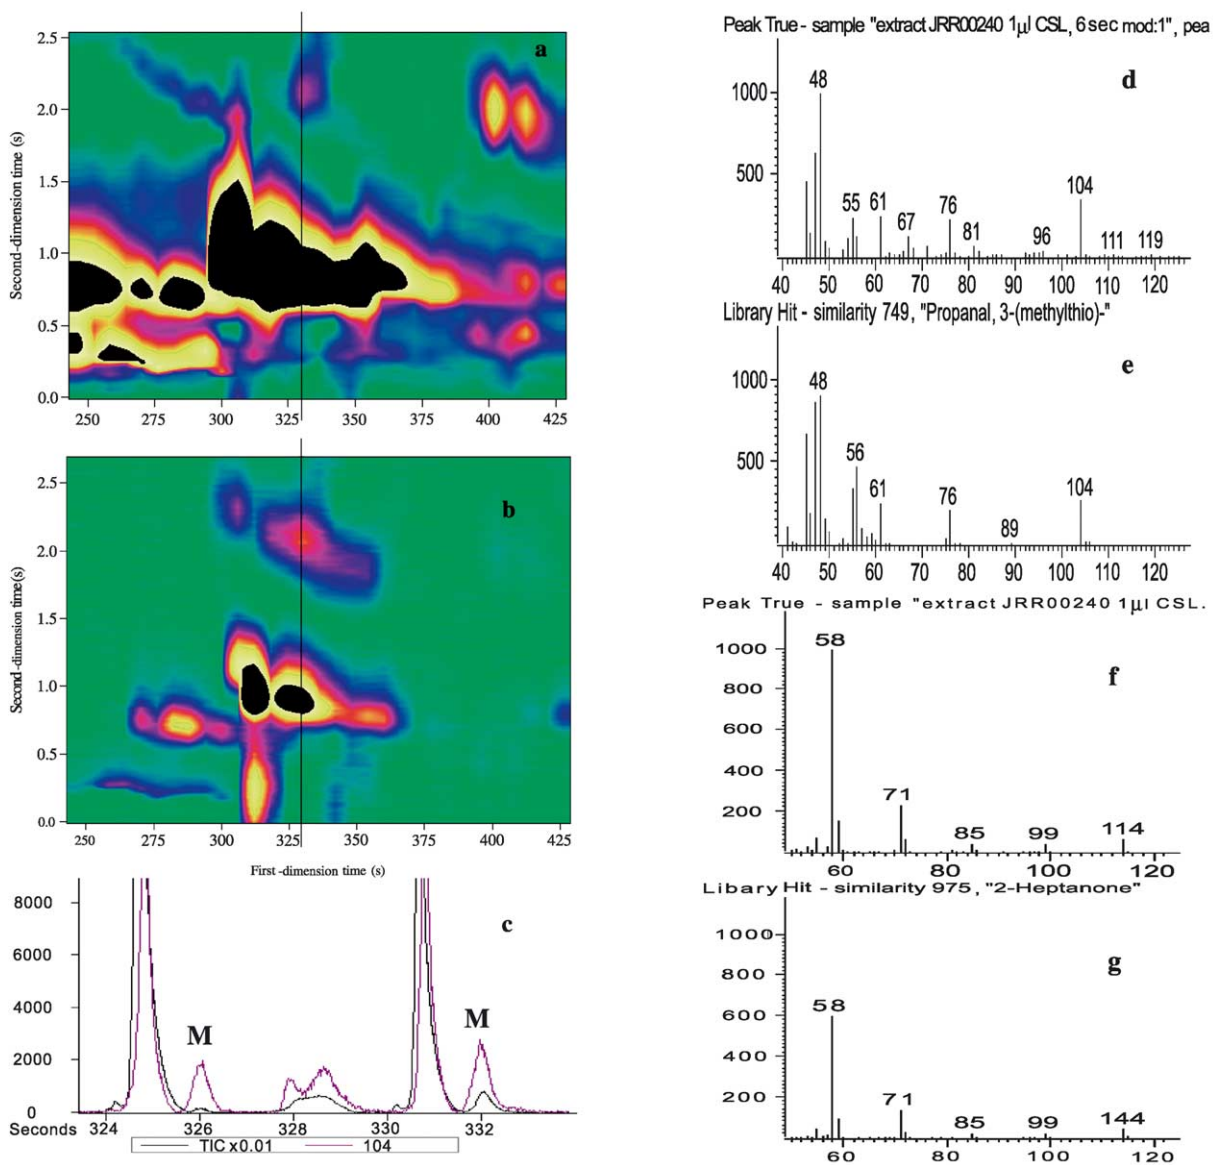 a
Second-dimension time (s)
2.5
2.0
1.5
1.0
0.5
0.0
250 275 300 325 350 375 400 425
b
Second-dimension time(s)
2.5
2.0
1.5
1.0
0.5
0.0
250 275 300 325 350 375 400 425
First-dimension time (s)
c
8000
6000
4000
2000
0
M
M
Seconds 324 326 328 330 332
TIC x0.01 104
Peak True - sample "extract JRR00240 1µl CSL, 6sec mod:1", pea
d
1000
500
48
55 61 67 76 81 96 104 111 119
40 50 60 70 80 90 100 110 120
Library Hit - similarity 749, "Propanal, 3-(methylthio)-"
e
1000
500
48
56 61 76 89 104
40 50 60 70 80 90 100 110 120
Peak True - sample "extract JRR00240 1µl CSL.
f
1000
800
600
400
200
58
71 85 99 114
60 80 100 120
Libary Hit - similarity 975, "2-Heptanone"
g
1000
800
600
400
200
58
71 85 99 144
60 80 100 120